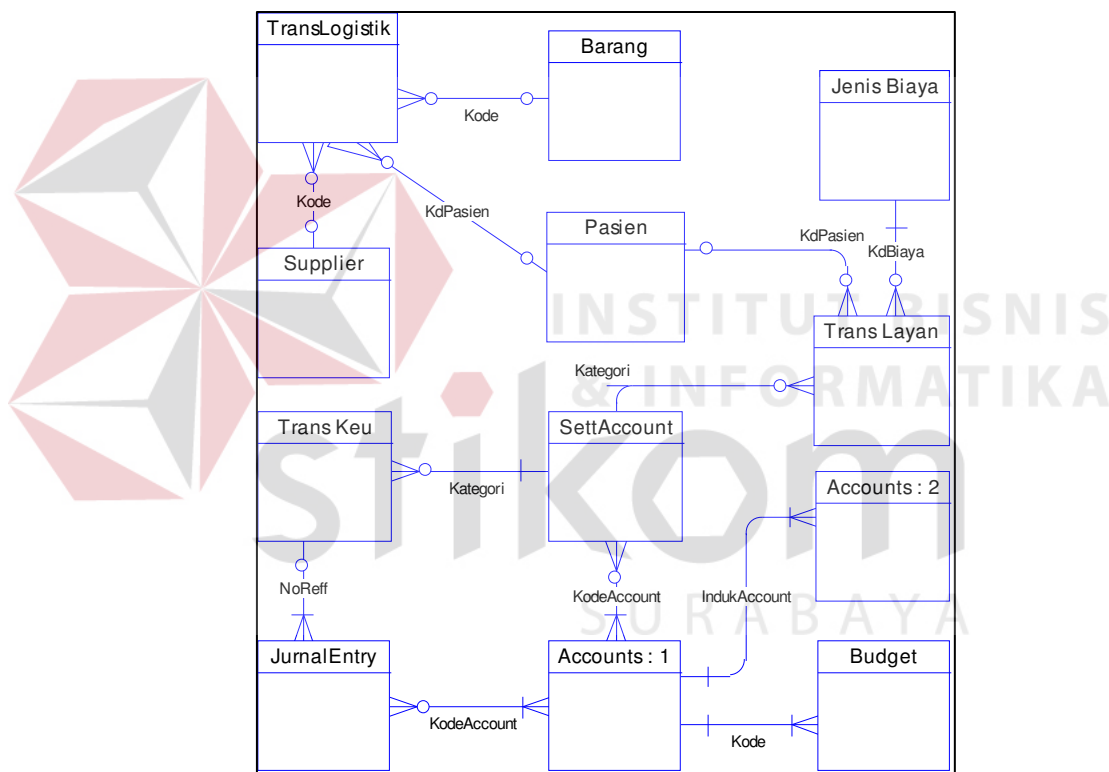 TransLogistik
Barang
Jenis Biaya
Kode
Kode
KdPasien
Pasien
KdPasien
KdBiaya
Supplier
INSTITUT BISNIS
Trans Layan
Kategori
& INFORMATIKA
Trans Keu
SettAccount
stikom
Kategori
Accounts : 2
NoReff
KodeAccount
IndukAccount
SURABAYA
JurnalEntry
Accounts : 1
Budget
KodeAccount
Kode